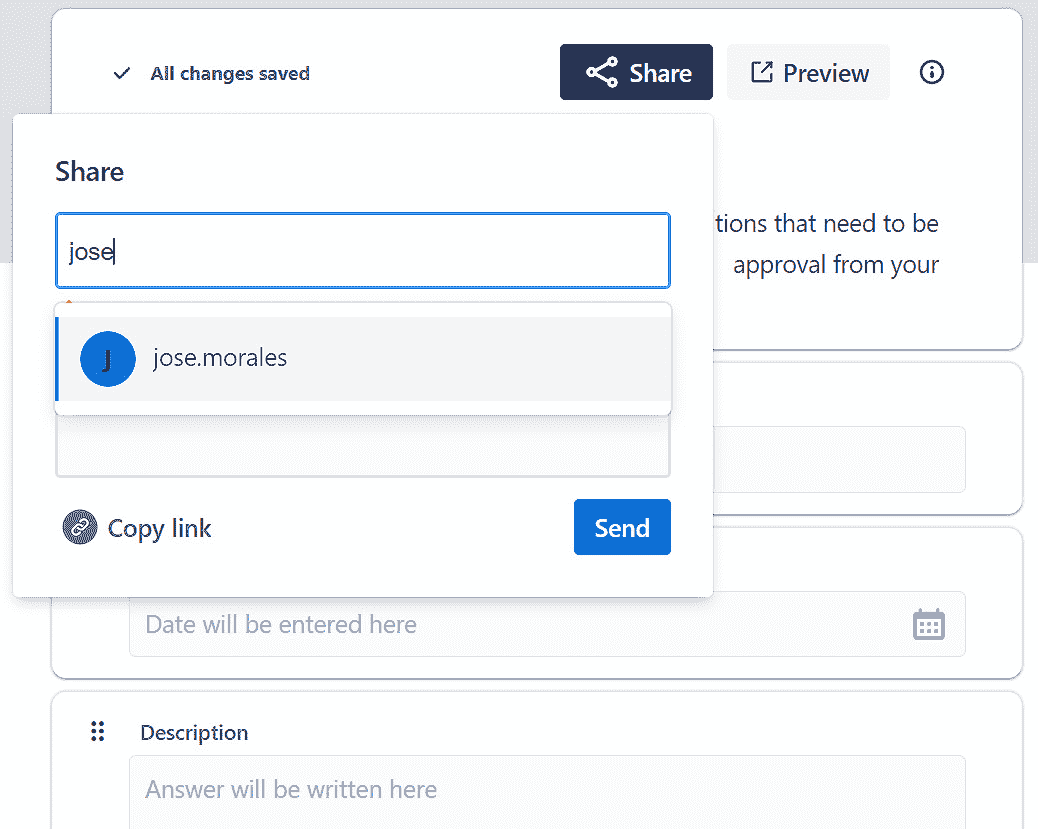 All changes saved
Share
Preview
Share
jose
tions that need to be
approval from your
J
jose.morales
Copy link
Send
Date will be entered here
Description
Answer will be written here